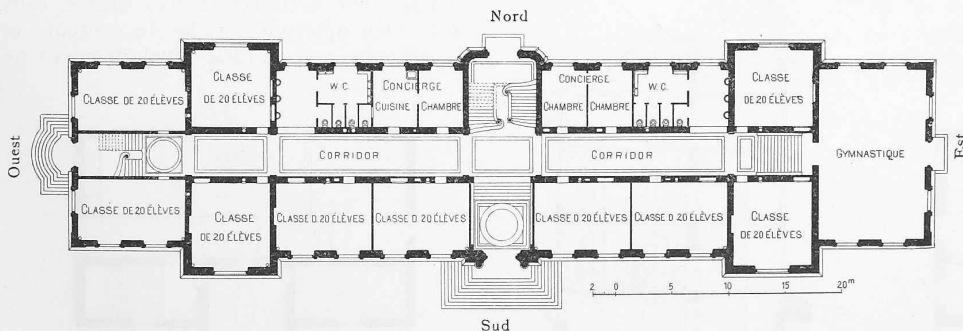 Nord
CLASSE DE 20 ÉLÈVES
CLASSE
DE 20 ÉLÈVES
W.C.
CONCIERGE
CUISINE
CHAMBRE
CONCIERGE
CHAMBRE
CHAMBRE
W.C.
CLASSE
DE 20 ÉLÈVES
Ouest
CORRIDOR
CORRIDOR
GYMNASTIQUE
Est
CLASSE DE 20 ÉLÈVES
CLASSE
DE 20 ÉLÈVES
CLASSE D. 20 ÉLÈVES
CLASSE D. 20 ÉLÈVES
CLASSE D. 20 ÉLÈVES
CLASSE D. 20 ÉLÈVES
CLASSE
DE 20 ÉLÈVES
2 0 5 10 15 20m
Sud